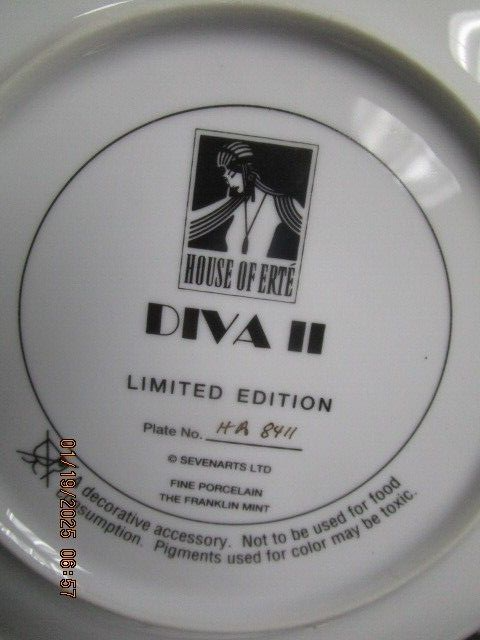 HOUSE OF ERTÉ
DIVA II
LIMITED EDITION
Plate No. HA 8411
© SEVENARTS LTD
FINE PORCELAIN
THE FRANKLIN MINT
decorative accessory. Not to be used for food
consumption. Pigments used for color may be toxic.
01/19/2025 06:57